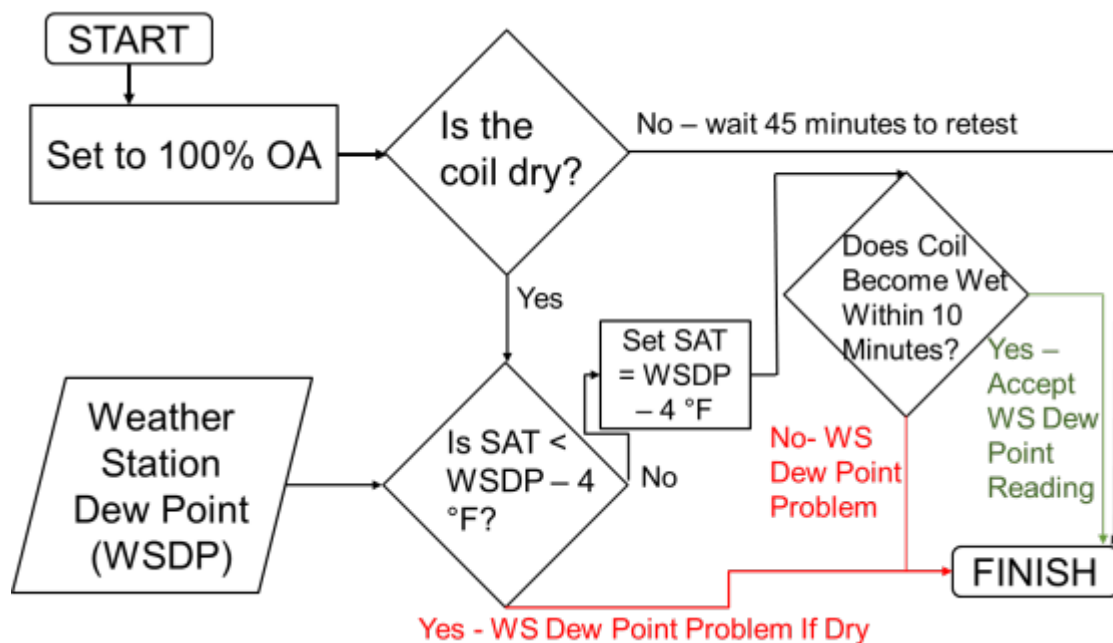 START
Set to 100% OA
Is the
coil dry?
No – wait 45 minutes to retest
Yes
Weather
Station
Dew Point
(WSDP)
Is SAT <
WSDP – 4
°F?
No
Set SAT
= WSDP
– 4 °F
Does Coil
Become Wet
Within 10
Minutes?
No- WS
Dew Point
Problem
Yes –
Accept
WS Dew
Point
Reading
Yes - WS Dew Point Problem If Dry
FINISH